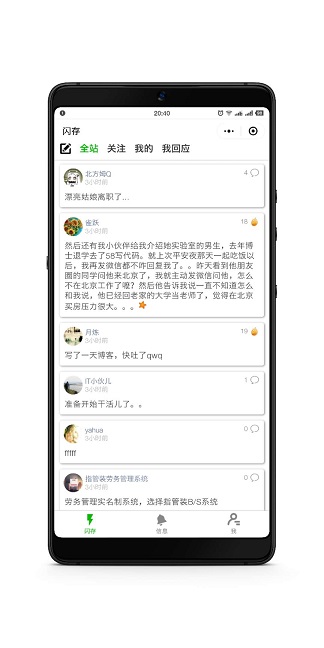 20:40
闪存
全站 关注 我的 我回应
北方姆Q 4
3小时前
漂亮姑娘离职了...
崔跃 18
3小时前
然后还有我小伙伴给我介绍她实验室的男生，去年博
士退学去了58写代码。就上次平安夜那天一起吃饭以
后，我再发微信都不咋回复我了。。昨天看到他朋友
圈的同学问他来北京了，我就主动发微信问他，怎么
不在北京工作了嚒？然后他告诉我说一直不知道怎么
和我说，他已经回老家的大学当老师了，觉得在北京
买房压力很大。。。
月炼 19
3小时前
写了一天博客，快吐了qwq
IT小伙儿 1
3小时前
准备开始干活儿了。。
yahua 0
3小时前
fffff
指管装劳务管理系统 0
3小时前
劳务管理实名制系统，选择指管装B/S系统
闪存 信息 我